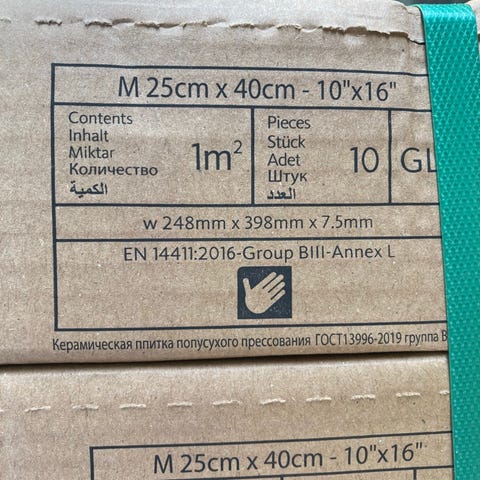 M 25cm x 40cm - 10"x16"
Contents
Inhalt
Miktar
Количество
الكمية
1m²
Pieces
Stück
Adet
Штук
العدد
10
GL
w 248mm x 398mm x 7.5mm
EN 14411:2016-Group BIII-Annex L
Керамическая плитка полусухого прессования ГОСТ13996-2019 группа B
M 25cm x 40cm - 10"x16"